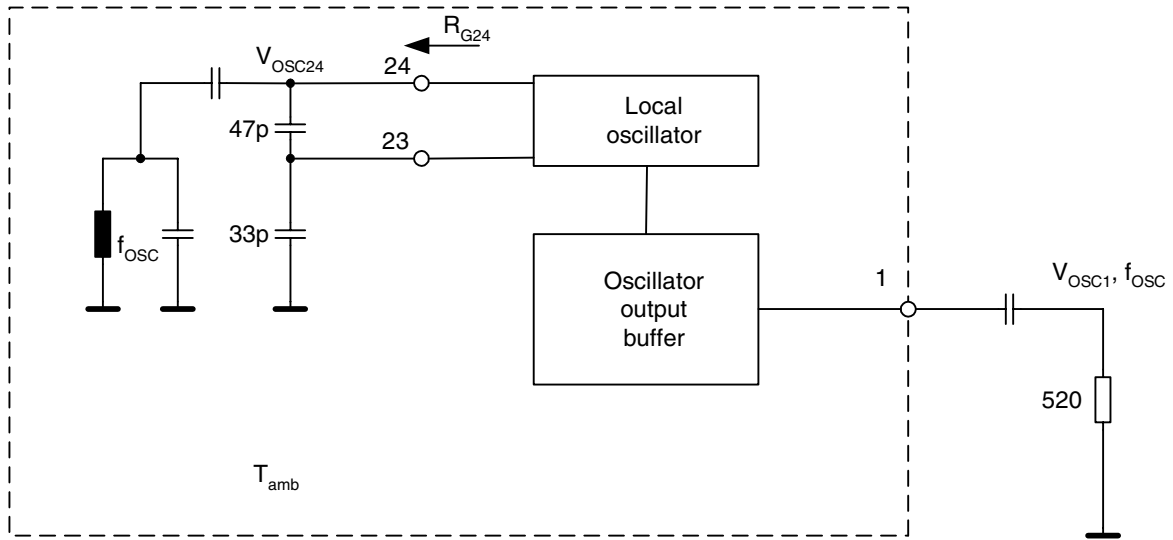 R_G24
V_OSC24
24
Local
oscillator
47p
23
f_OSC
33p
Oscillator
output
buffer
1
V_OSC1, f_OSC
520
T_amb